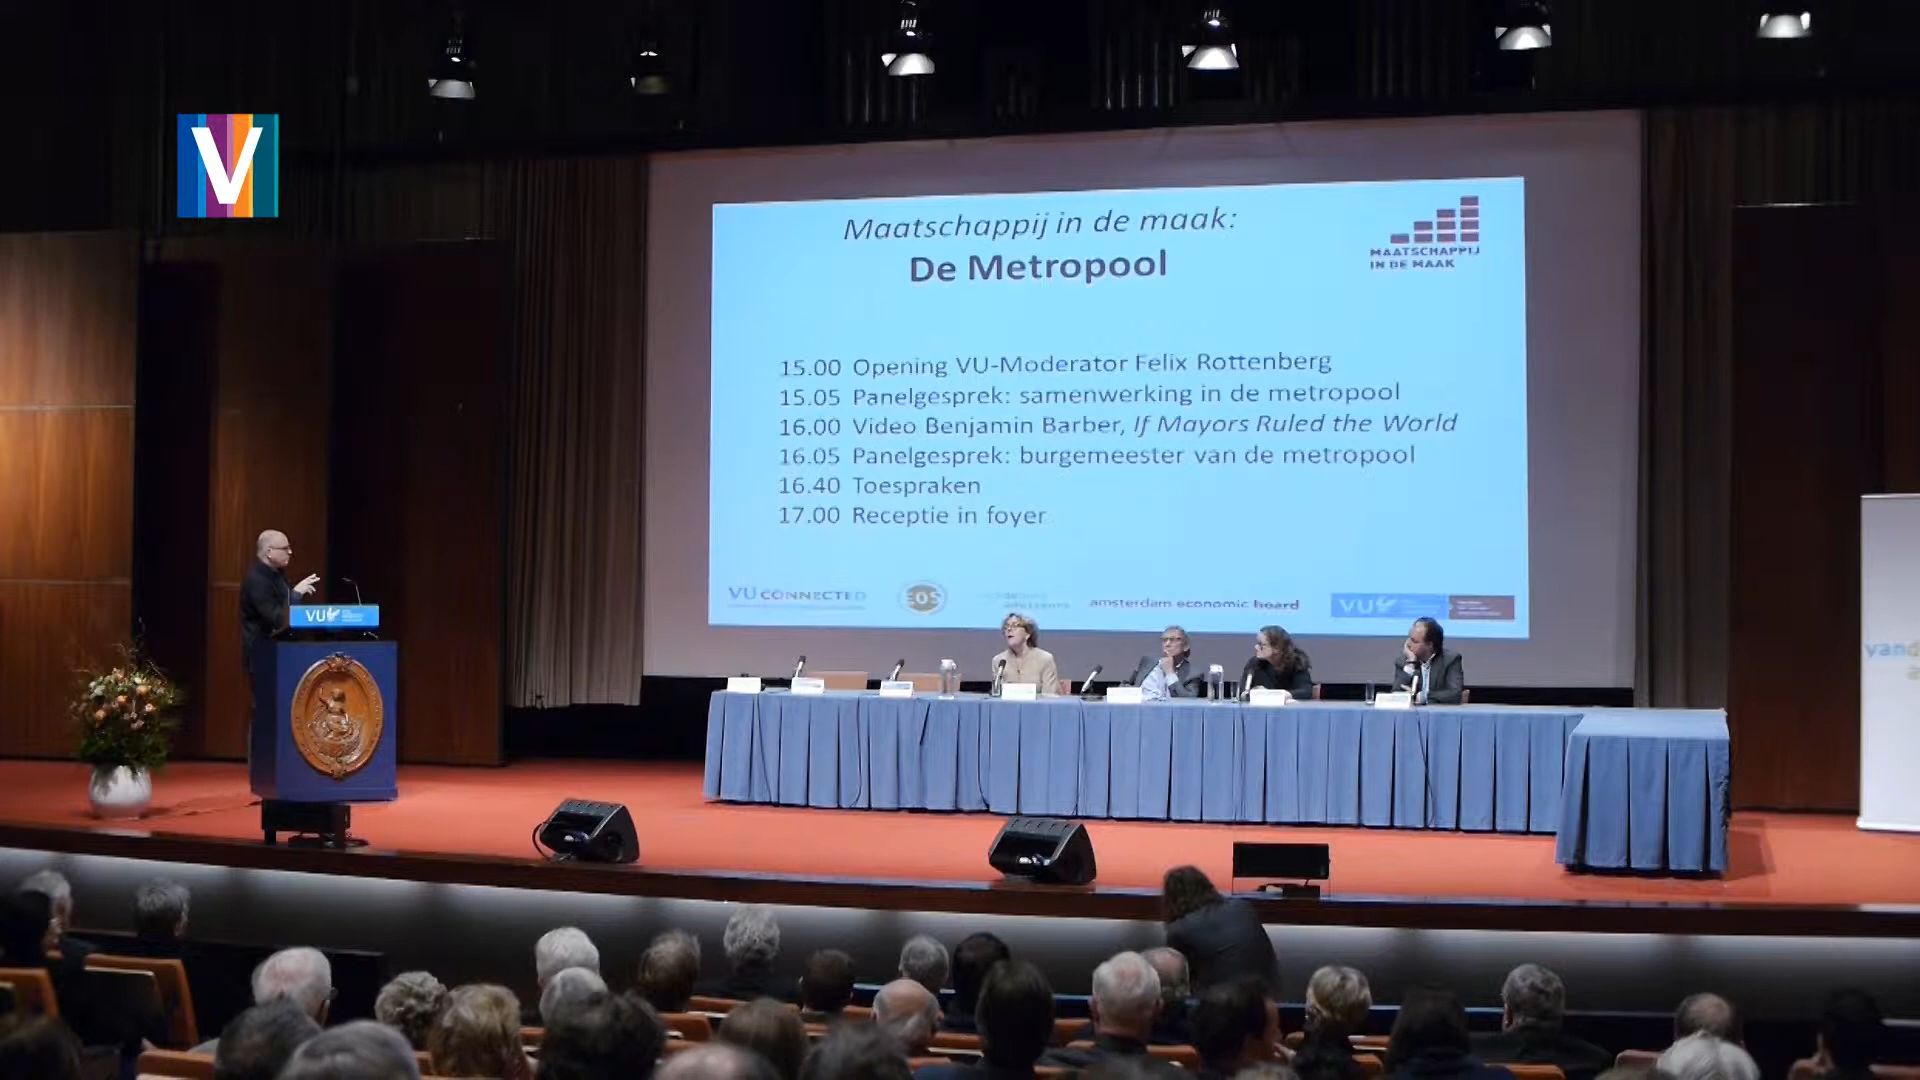 V
Maatschappij in de maak:
De Metropool
MAATSCHAPPIJ
IN DE MAAK
15.00 Opening VU-Moderator Felix Rottenberg
15.05 Panelgesprek: samenwerking in de metropool
16.00 Video Benjamin Barber, If Mayors Ruled the World
16.05 Panelgesprek: burgemeester van de metropool
16.40 Toespraken
17.00 Receptie in foyer
VU CONNECTED
EOS
amsterdam economic board
VU
VU